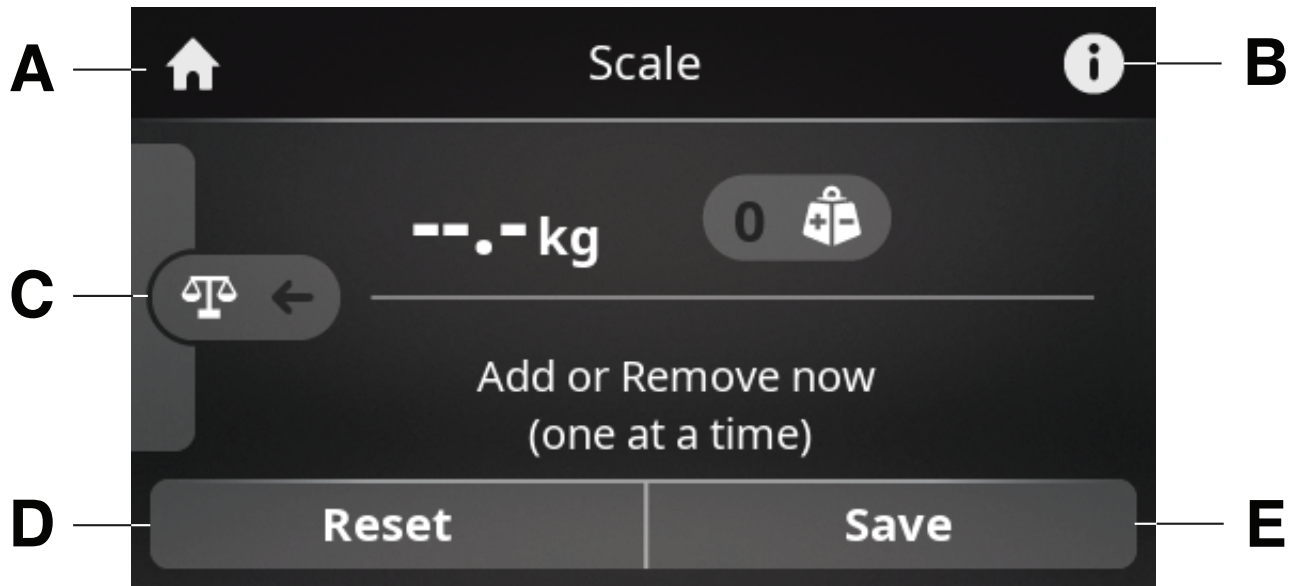 A
Scale
B
--.- kg
0
C
Add or Remove now
(one at a time)
D
Reset
Save
E